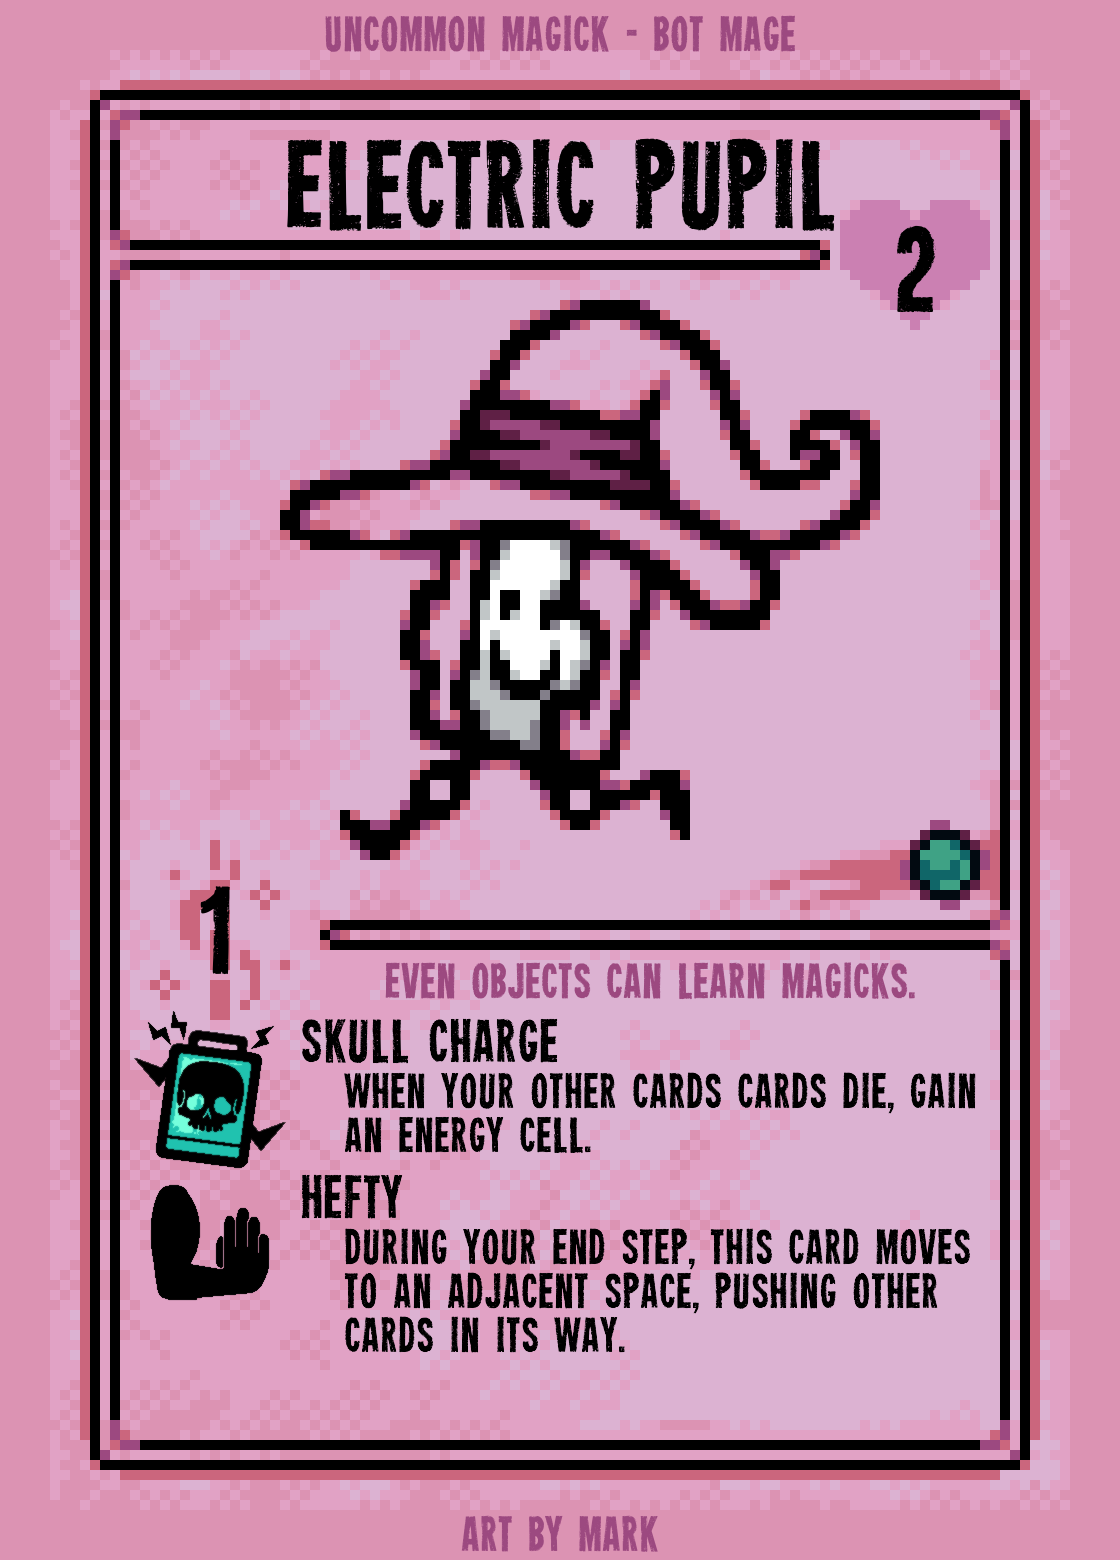 UNCOMMON MAGICK - BOT MAGE
ELECTRIC PUPIL
2
1
EVEN OBJECTS CAN LEARN MAGICKS.
SKULL CHARGE
WHEN YOUR OTHER CARDS CARDS DIE, GAIN
AN ENERGY CELL.
HEFTY
DURING YOUR END STEP, THIS CARD MOVES
TO AN ADJACENT SPACE, PUSHING OTHER
CARDS IN ITS WAY.
ART BY MARK